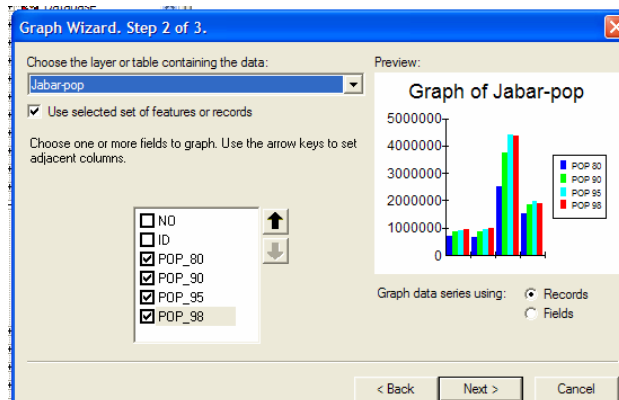 Database
Graph Wizard. Step 2 of 3.
Choose the layer or table containing the data:
Jabar-pop
Use selected set of features or records
Choose one or more fields to graph. Use the arrow keys to set
adjacent columns.
NO
ID
POP_80
POP_90
POP_95
POP_98
Preview:
Graph of Jabar-pop
5000000
4000000
3000000
2000000
1000000
0
POP 80
POP 90
POP 95
POP 98
Graph data series using:
Records
Fields
< Back
Next >
Cancel